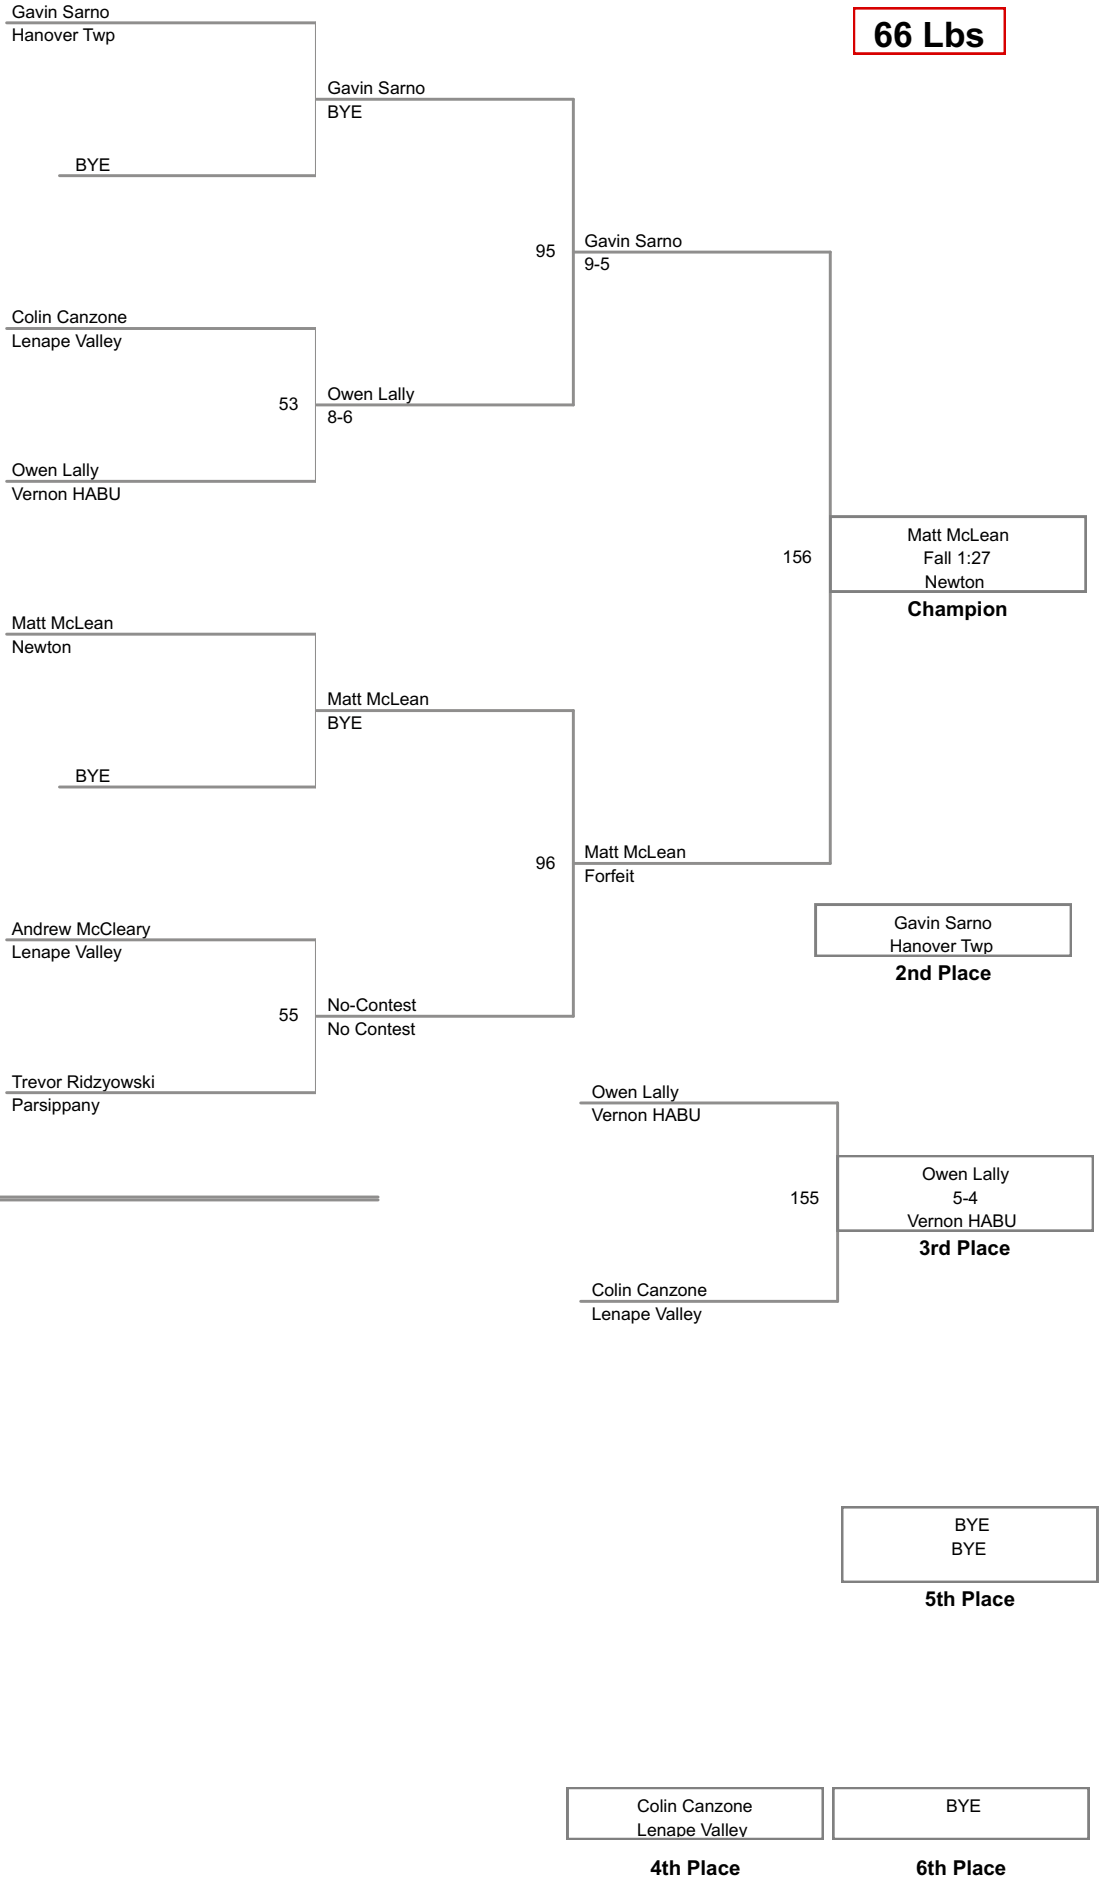 Gavin Sarno
Hanover Twp
66 Lbs
Gavin Sarno
BYE
BYE
95
Gavin Sarno
9-5
Colin Canzone
Lenape Valley
53
Owen Lally
8-6
Owen Lally
Vernon HABU
156
Matt McLean
Fall 1:27
Newton
Champion
Matt McLean
Newton
Matt McLean
BYE
BYE
96
Matt McLean
Forfeit
Andrew McCleary
Lenape Valley
Gavin Sarno
Hanover Twp
2nd Place
55
No-Contest
No Contest
Trevor Ridzyowski
Parsippany
Owen Lally
Vernon HABU
155
Owen Lally
5-4
Vernon HABU
3rd Place
Colin Canzone
Lenape Valley
BYE
BYE
5th Place
Colin Canzone
Lenape Valley
4th Place
BYE
6th Place